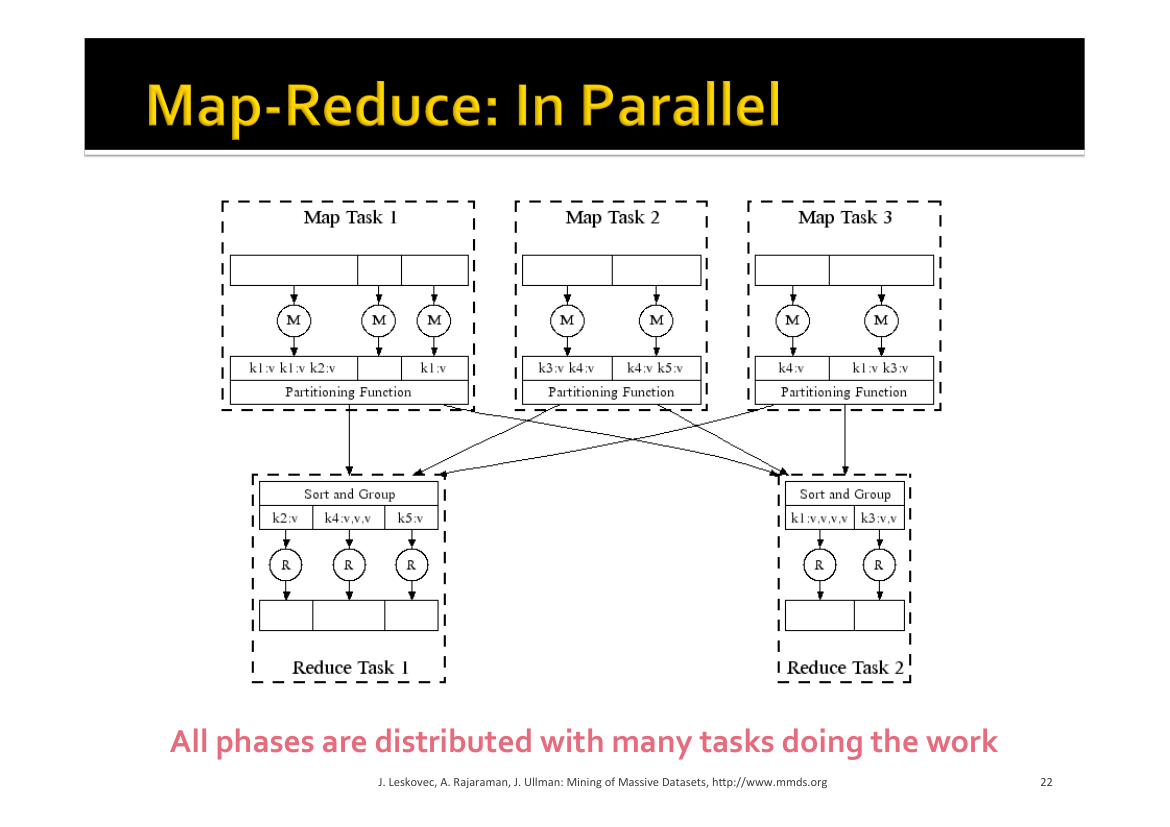 Map-Reduce: In Parallel
Map Task 1
Map Task 2
Map Task 3
M
M
M
M
M
M
M
k1:v k1:v k2:v
k1:v
k3:v k4:v
k4:v k5:v
k4:v
k1:v k3:v
Partitioning Function
Partitioning Function
Partitioning Function
Sort and Group
Sort and Group
k2:v
k4:v,v,v
k5:v
k1:v,v,v,v
k3:v,v
R
R
R
R
R
Reduce Task 1
Reduce Task 2
All phases are distributed with many tasks doing the work
J. Leskovec, A. Rajaraman, J. Ullman: Mining of Massive Datasets, http://www.mmds.org
22